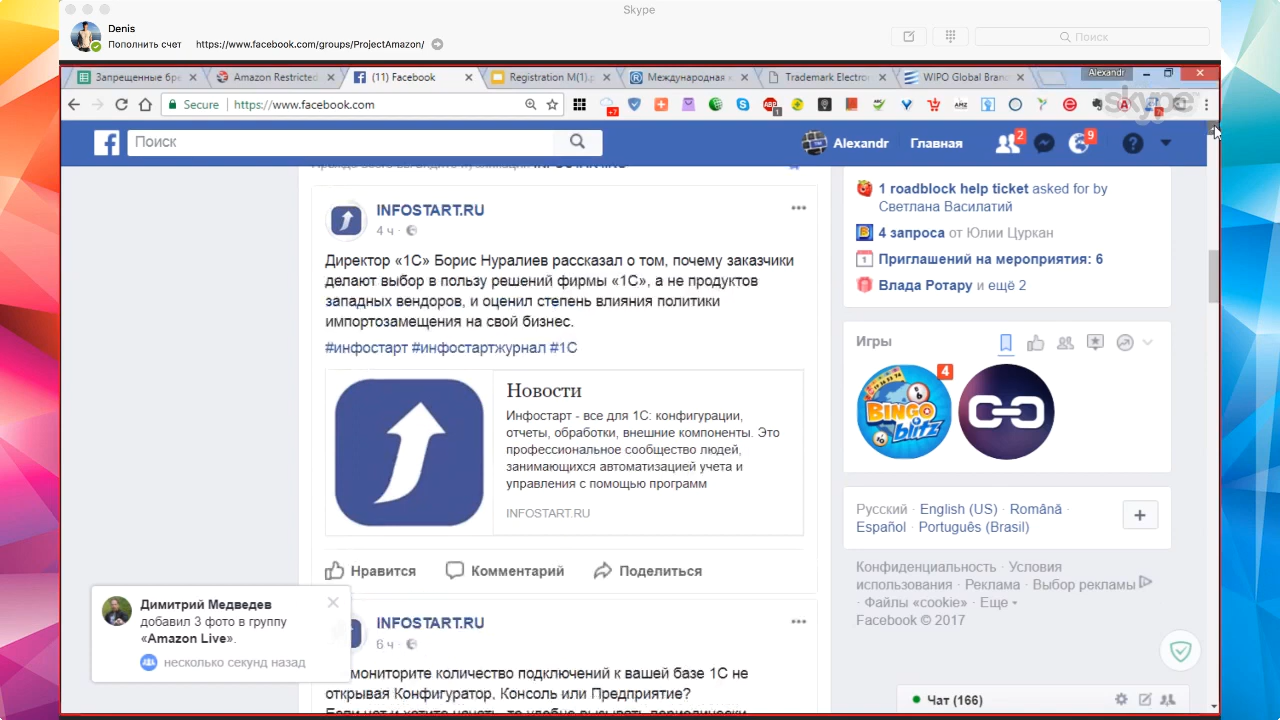 Skype
Denis
Пополнить счет
https://www.facebook.com/groups/ProjectAmazon/
Поиск
Запрещенные бре
Amazon Restricted
(11) Facebook
Registration M(1).p
Международная к
Trademark Electron
WIPO Global Brand
Alexandr
Secure
https://www.facebook.com
skype
Поиск
Alexandr
Главная
2
9
INFOSTART.RU
4 ч
Директор «1С» Борис Нуралиев рассказал о том, почему заказчики
делают выбор в пользу решений фирмы «1С», а не продуктов
западных вендоров, и оценил степень влияния политики
импортозамещения на свой бизнес.
#инфостарт #инфостартжурнал #1С
Новости
Инфостарт - все для 1С: конфигурации,
отчеты, обработки, внешние компоненты. Это
профессиональное сообщество людей,
занимающихся автоматизацией учета и
управления с помощью программ
INFOSTART.RU
Нравится
Комментарий
Поделиться
INFOSTART.RU
6 ч
мониторите количество подключений к вашей базе 1С не
открывая Конфигуратор, Консоль или Предприятие?
1 roadblock help ticket asked for by
Светлана Василатий
4 запроса от Юлии Цуркан
Приглашений на мероприятия: 6
Влада Ротару и ещё 2
Игры
4
BINGO
blitz
Русский · English (US) · Română ·
Español · Português (Brasil)
Конфиденциальность · Условия
использования · Реклама · Выбор рекламы
· Файлы «cookie» · Еще
Facebook © 2017
Димитрий Медведев
добавил 3 фото в группу
«Amazon Live».
несколько секунд назад
Чат (166)